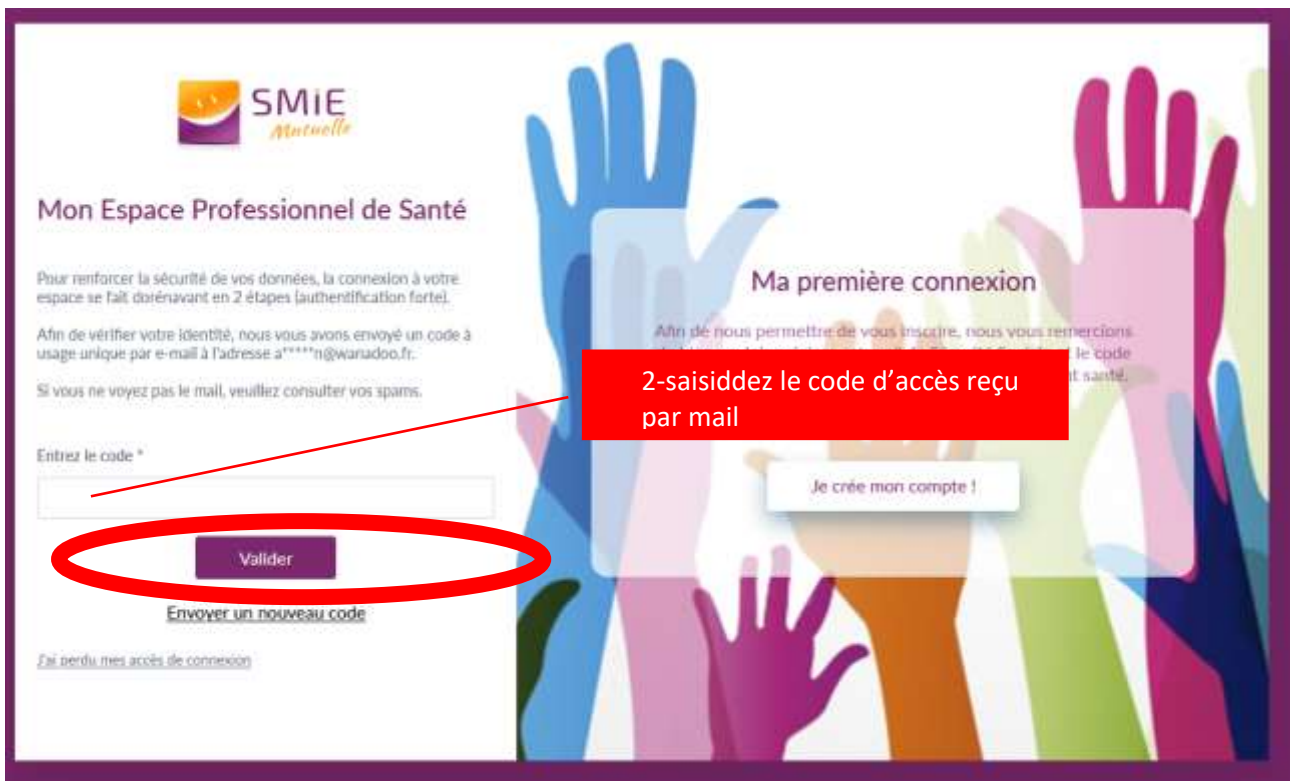 SMiE
Mutuelle
Mon Espace Professionnel de Santé
Pour renforcer la sécurité de vos données, la connexion à votre
espace se fait dorénavant en 2 étapes (authentification forte).
Afin de vérifier votre identité, nous vous avons envoyé un code à
usage unique par e-mail à l'adresse a*****n@wanadoo.fr.
Si vous ne voyez pas le mail, veuillez consulter vos spams.
Entrez le code *
Valider
Envoyer un nouveau code
J'ai perdu mes accès de connexion
Ma première connexion
Afin de nous permettre de vous inscrire, nous vous remercions
le code
santé.
2-saisiddez le code d’accès reçu
par mail
Je crée mon compte !